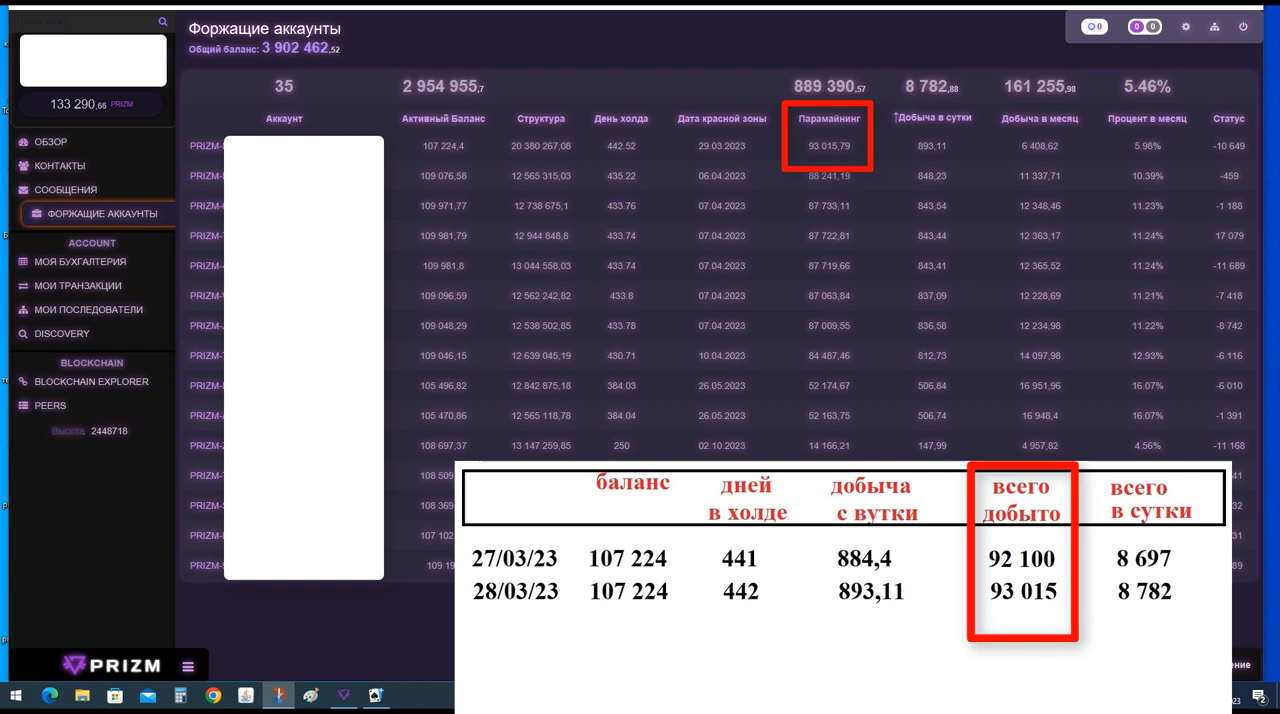 Форжащие аккаунты
Общий баланс: 3 902 462,52
0
0 0
133 290,66 PRIZM
ОБЗОР
КОНТАКТЫ
СООБЩЕНИЯ
ФОРЖАЩИЕ АККАУНТЫ
ACCOUNT
МОЯ БУХГАЛТЕРИЯ
МОИ ТРАНЗАКЦИИ
МОИ ПОСЛЕДОВАТЕЛИ
DISCOVERY
BLOCKCHAIN
BLOCKCHAIN EXPLORER
PEERS
Высота: 2448718
PRIZM
35 2 954 955,7 889 390,57 8 782,88 161 255,98 5.46%
Аккаунт Активный Баланс Структура День холда Дата красной зоны Парамайнинг ↑Добыча в сутки Добыча в месяц Процент в месяц Статус
PRIZM- 107 224,4 20 380 267,08 442.52 29.03.2023 93 015,79 893,11 6 408,62 5.98% -10 649
PRIZM- 109 076,58 12 565 315,03 435.22 06.04.2023 88 241,19 848,23 11 337,71 10.39% -459
PRIZM- 109 971,77 12 738 675,1 433.76 07.04.2023 87 733,11 843,54 12 348,46 11.23% -1 188
PRIZM- 109 981,79 12 944 848,8 433.74 07.04.2023 87 722,81 843,44 12 363,17 11.24% 17 079
PRIZM- 109 981,8 13 044 558,03 433.74 07.04.2023 87 719,66 843,41 12 365,52 11.24% -11 689
PRIZM- 109 096,59 12 562 242,82 433.8 07.04.2023 87 063,84 837,09 12 228,69 11.21% -7 418
PRIZM- 109 048,29 12 538 502,85 433.78 07.04.2023 87 009,55 836,58 12 234,98 11.22% -8 742
PRIZM- 109 046,15 12 639 045,19 430.71 10.04.2023 84 487,46 812,73 14 097,98 12.93% -6 116
PRIZM- 105 496,82 12 842 875,18 384.03 26.05.2023 52 174,67 506,84 16 951,96 16.07% -6 010
PRIZM- 105 470,86 12 565 118,78 384.04 26.05.2023 52 163,75 506,74 16 948,4 16.07% -1 391
PRIZM- 108 697,37 13 147 259,85 250 02.10.2023 14 166,21 147,99 4 957,82 4.56% -11 168
PRIZM- 108 509 41
PRIZM- 108 369 32
PRIZM- 107 102 31
PRIZM- 109 19 89
баланс дней в холде добыча с вутки всего добыто всего в сутки
27/03/23 107 224 441 884,4 92 100 8 697
28/03/23 107 224 442 893,11 93 015 8 782
ение
23
2